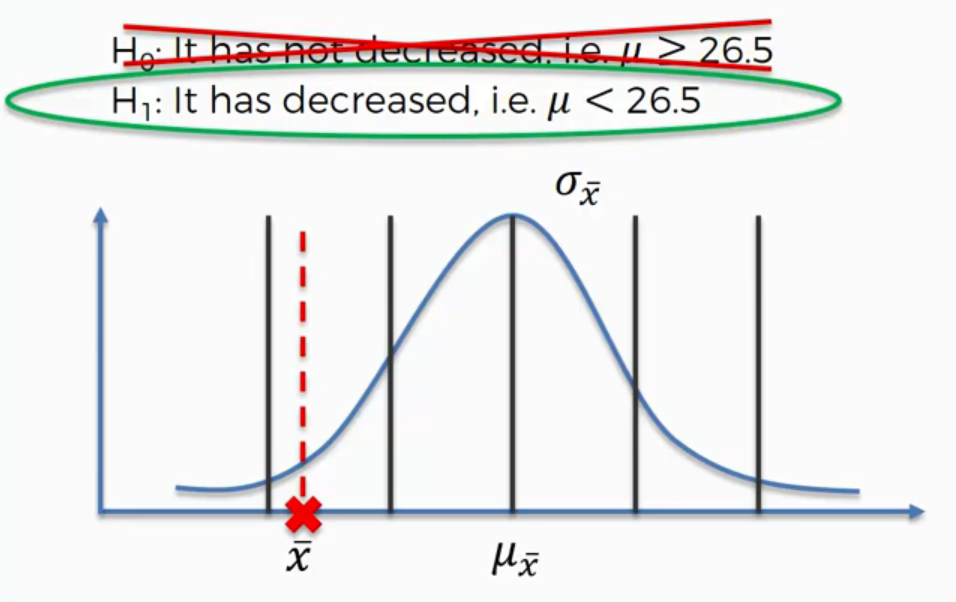 H₀: It has not decreased, i.e. μ ≥ 26.5
H₁: It has decreased, i.e. μ < 26.5
σx̄
x̄
μx̄